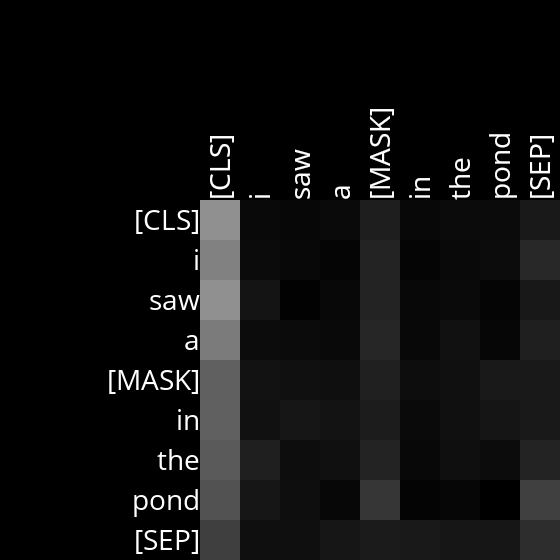 [CLS] i saw a [MASK] in the pond [SEP]
[CLS]
i
saw
a
[MASK]
in
the
pond
[SEP]